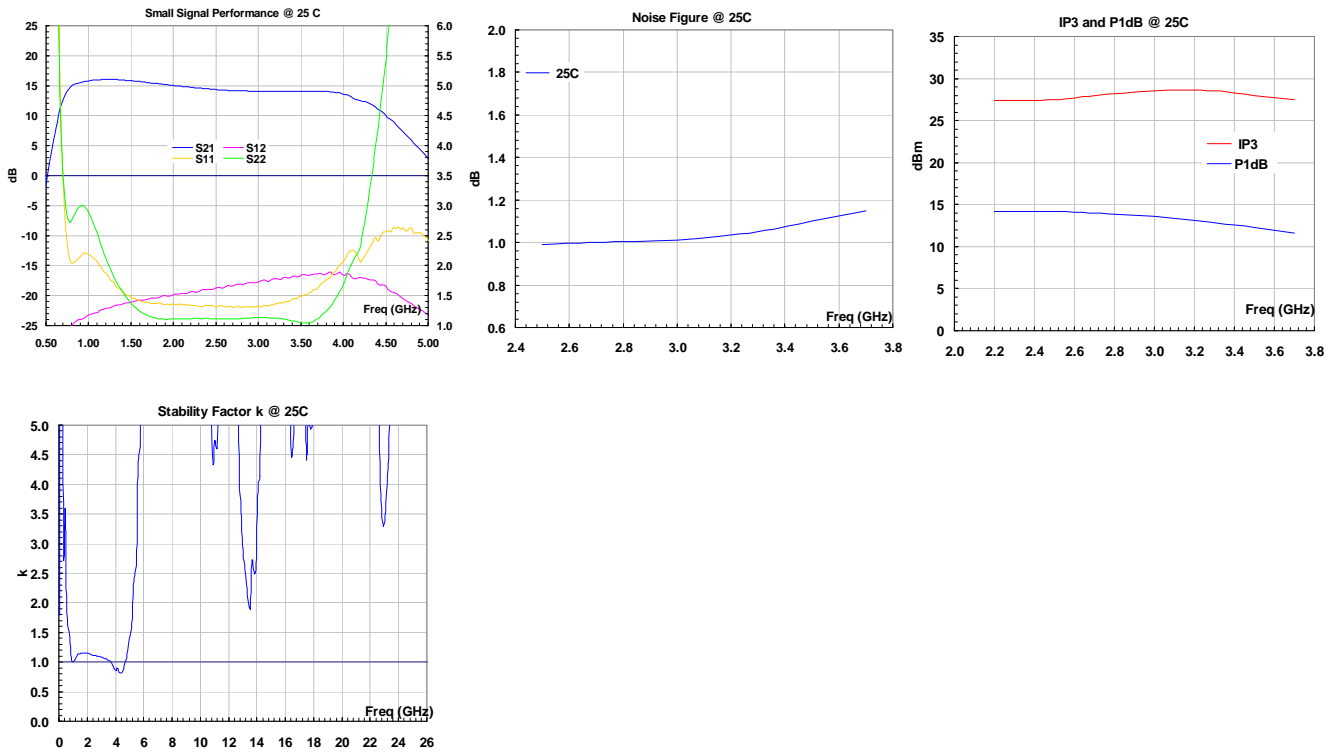 Small Signal Performance @ 25 C
25
20
15
10
5
0
-5
-10
-15
-20
-25
dB
6.0
5.5
5.0
4.5
4.0
3.5
3.0
2.5
2.0
1.5
1.0
S21
S12
S11
S22
Freq (GHz)
0.50 1.00 1.50 2.00 2.50 3.00 3.50 4.00 4.50 5.00
Noise Figure @ 25C
2.0
1.8
1.6
1.4
1.2
1.0
0.8
0.6
dB
25C
Freq (GHz)
2.4 2.6 2.8 3.0 3.2 3.4 3.6 3.8
IP3 and P1dB @ 25C
35
30
25
20
15
10
5
0
dBm
IP3
P1dB
Freq (GHz)
2.0 2.2 2.4 2.6 2.8 3.0 3.2 3.4 3.6 3.8
Stability Factor k @ 25C
5.0
4.5
4.0
3.5
3.0
2.5
2.0
1.5
1.0
0.5
0.0
k
Freq (GHz)
0 2 4 6 8 10 12 14 16 18 20 22 24 26